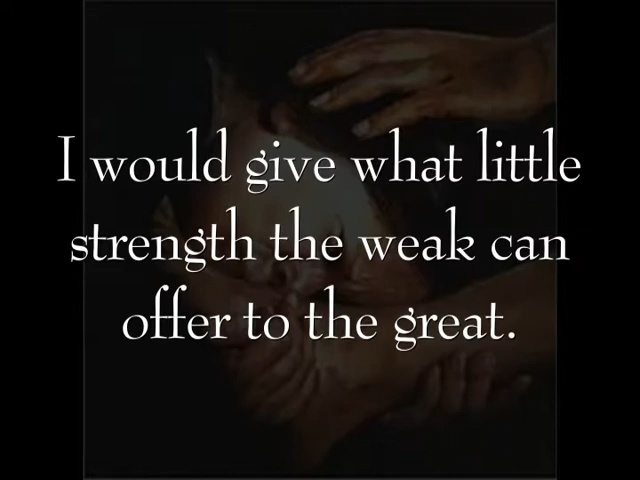 I would give what little
strength the weak can
offer to the great.